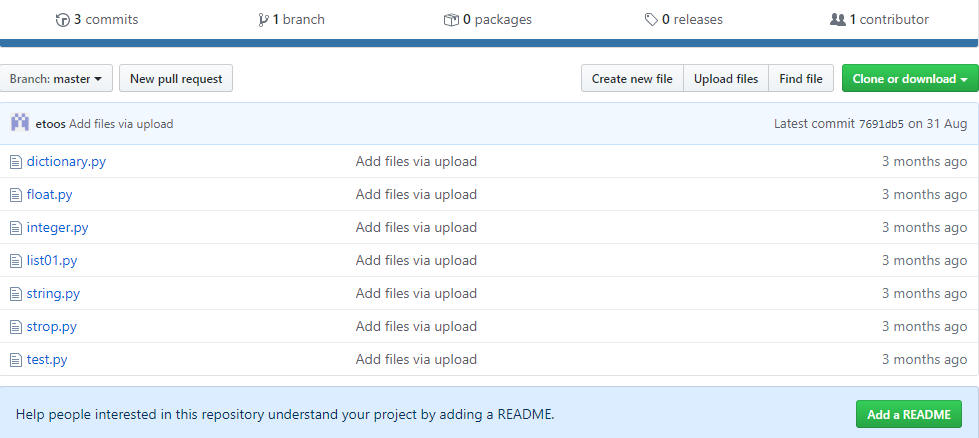 3 commits 1 branch 0 packages 0 releases 1 contributor
Branch: master New pull request Create new file Upload files Find file Clone or download
etoos Add files via upload Latest commit 7691db5 on 31 Aug
dictionary.py Add files via upload 3 months ago
float.py Add files via upload 3 months ago
integer.py Add files via upload 3 months ago
list01.py Add files via upload 3 months ago
string.py Add files via upload 3 months ago
strop.py Add files via upload 3 months ago
test.py Add files via upload 3 months ago
Help people interested in this repository understand your project by adding a README. Add a README